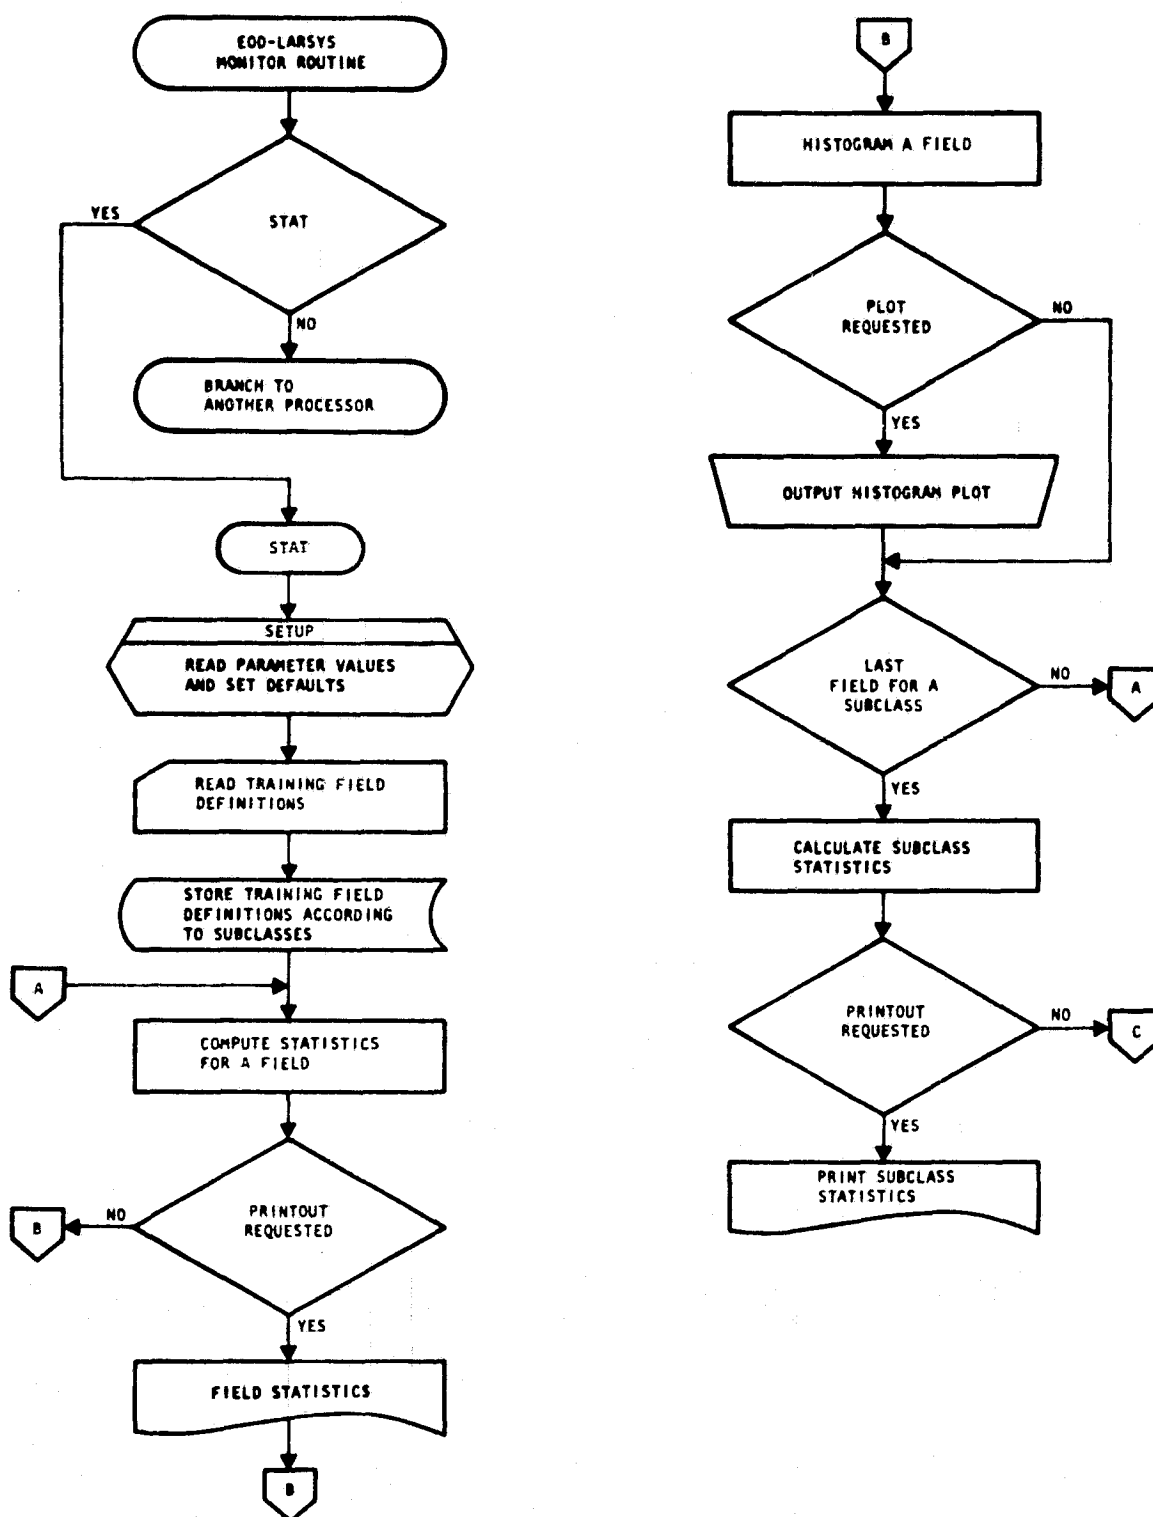 EOD-LARSYS
MONITOR ROUTINE
STAT
YES
NO
BRANCH TO
ANOTHER PROCESSOR
STAT
SETUP
READ PARAMETER VALUES
AND SET DEFAULTS
READ TRAINING FIELD
DEFINITIONS
STORE TRAINING FIELD
DEFINITIONS ACCORDING
TO SUBCLASSES
A
COMPUTE STATISTICS
FOR A FIELD
PRINTOUT
REQUESTED
NO
B
YES
FIELD STATISTICS
B
B
HISTOGRAM A FIELD
PLOT
REQUESTED
NO
YES
OUTPUT HISTOGRAM PLOT
LAST
FIELD FOR A
SUBCLASS
NO
A
YES
CALCULATE SUBCLASS
STATISTICS
PRINTOUT
REQUESTED
NO
C
YES
PRINT SUBCLASS
STATISTICS